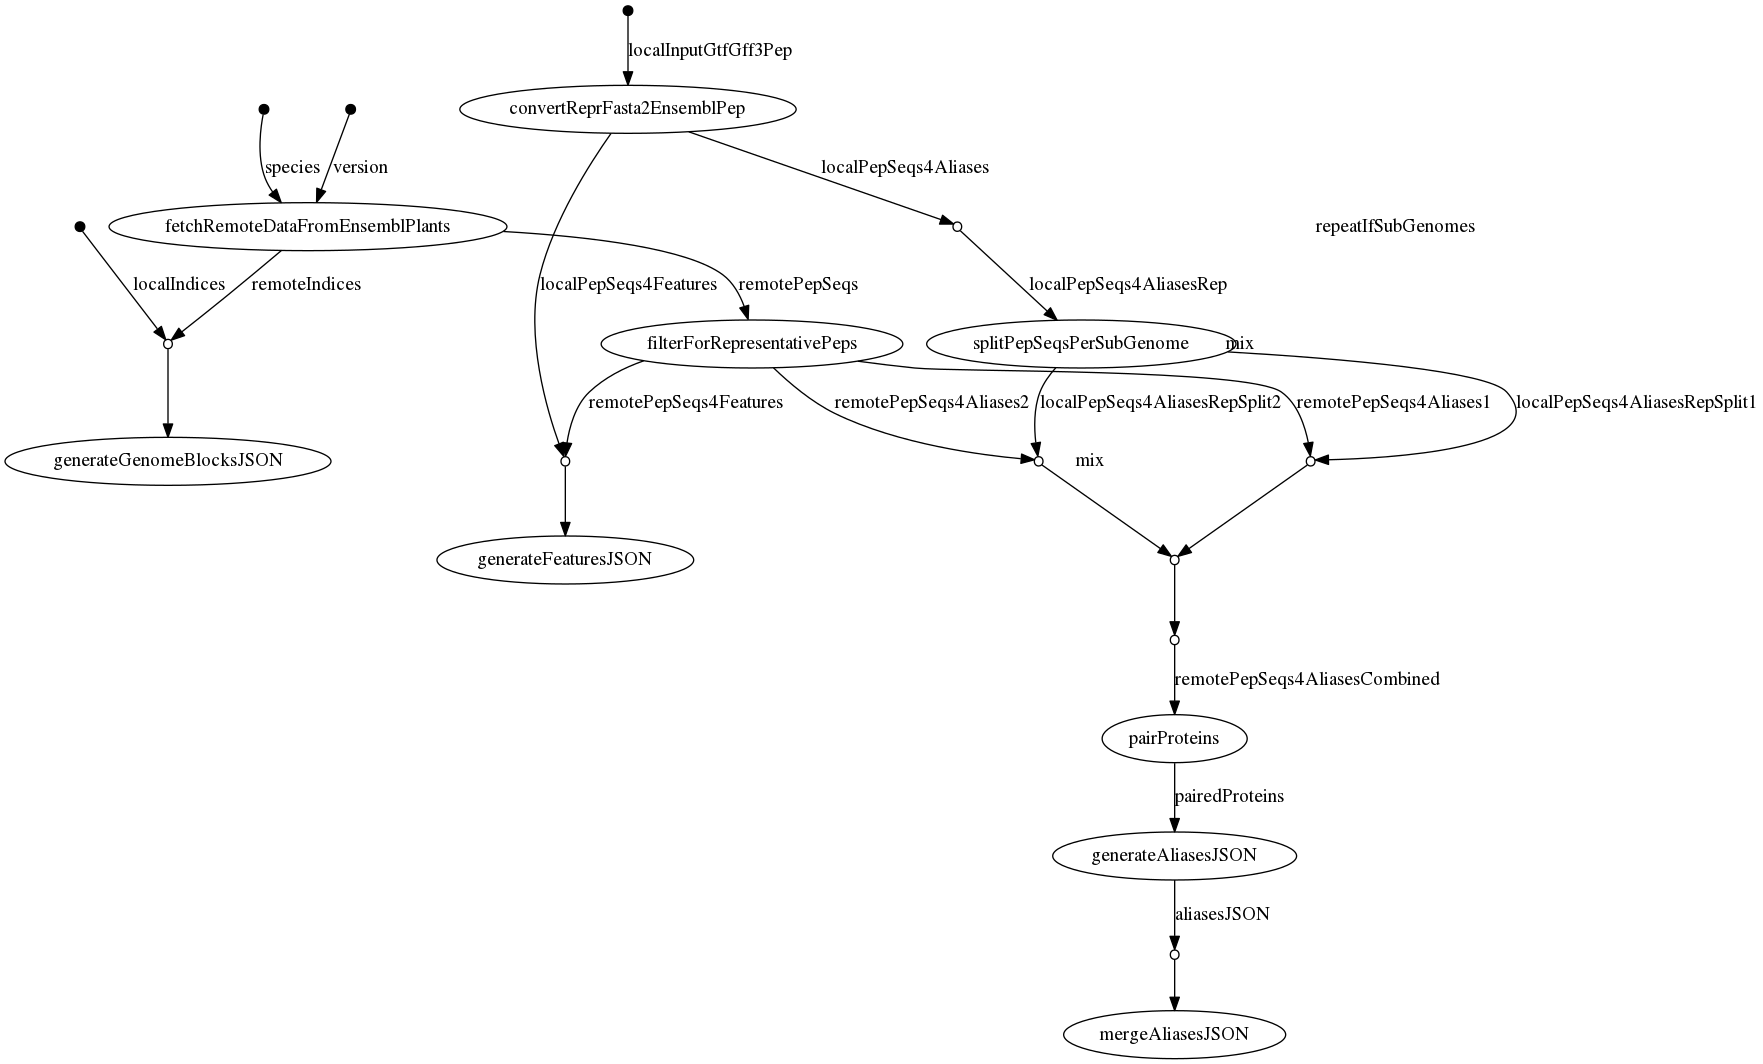 localInputGtfGff3Pep
convertReprFasta2EnsemblPep
species
version
localPepSeqs4Aliases
fetchRemoteDataFromEnsemblPlants
repeatIfSubGenomes
localIndices
remoteIndices
localPepSeqs4Features
remotePepSeqs
localPepSeqs4AliasesRep
filterForRepresentativePeps
splitPepSeqsPerSubGenome
mix
remotePepSeqs4Features
remotePepSeqs4Aliases2
localPepSeqs4AliasesRepSplit2
remotePepSeqs4Aliases1
localPepSeqs4AliasesRepSplit1
generateGenomeBlocksJSON
mix
generateFeaturesJSON
remotePepSeqs4AliasesCombined
pairProteins
pairedProteins
generateAliasesJSON
aliasesJSON
mergeAliasesJSON